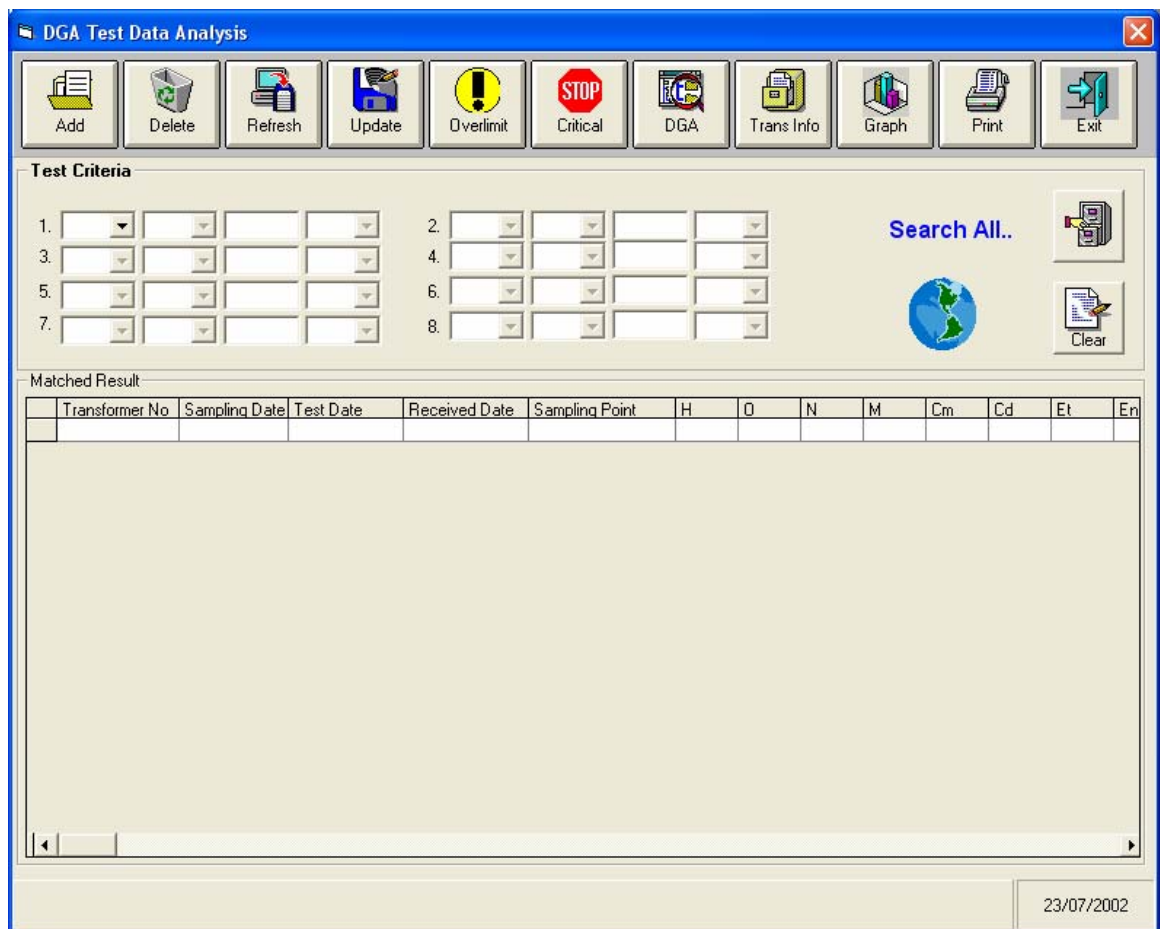 DGA Test Data Analysis
Add Delete Refresh Update Overlimit STOP Critical DGA Trans Info Graph Print Exit
Test Criteria
1. 2. Search All..
3. 4.
5. 6.
7. 8. Clear
Matched Result
Transformer No Sampling Date Test Date Received Date Sampling Point H O N M Cm Cd Et En
23/07/2002